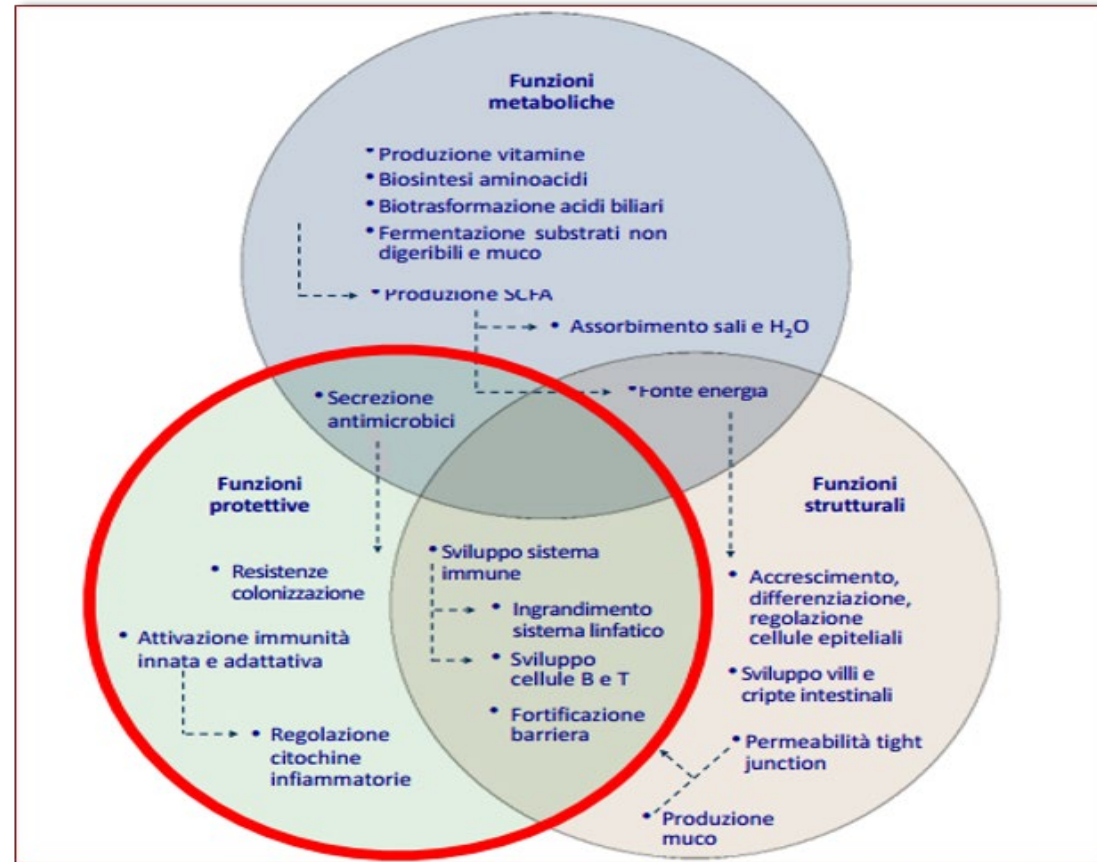 Funzioni
metaboliche
• Produzione vitamine
• Biosintesi aminoacidi
• Biotrasformazione acidi biliari
• Fermentazione substrati non
digeribili e muco
• Produzione SCFA
• Assorbimento sali e H₂O
• Secrezione
antimicrobici
• Fonte energia
Funzioni
protettive
• Resistenze
colonizzazione
• Attivazione immunità
innata e adattativa
• Regolazione
citochine
infiammatorie
• Sviluppo sistema
immune
• Ingrandimento
sistema linfatico
• Sviluppo
cellule B e T
• Fortificazione
barriera
Funzioni
strutturali
• Accrescimento,
differenziazione,
regolazione
cellule epiteliali
• Sviluppo villi e
cripte intestinali
• Permeabilità tight
junction
• Produzione
muco